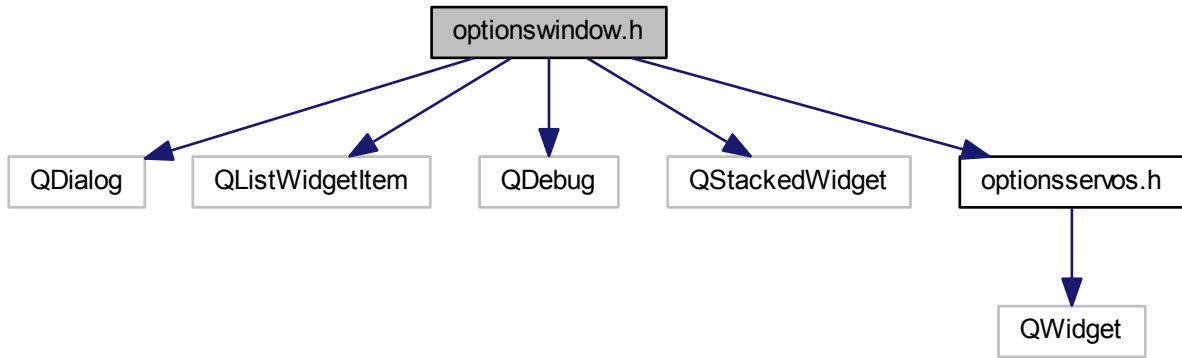 optionswindow.h
QDialog
QListWidgetItem
QDebug
QStackedWidget
optionsservos.h
QWidget